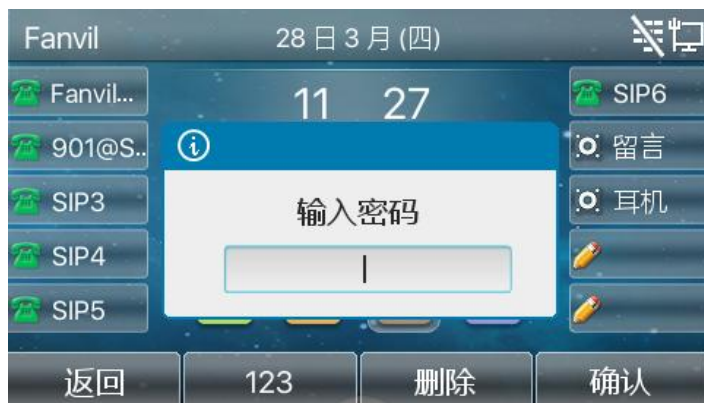 Fanvil 28日3月(四)
Fanvil... 11 27 SIP6
901@S.. 留言
SIP3 输入密码 耳机
SIP4
SIP5
返回 123 删除 确认